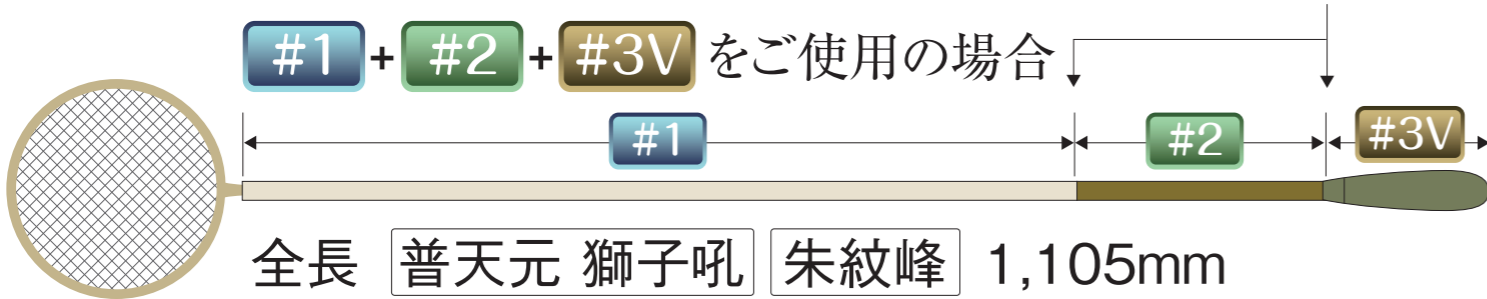 #1 + #2 + #3V をご使用の場合
#1 #2 #3V
全長 普天元 獅子吼 朱紋峰 1,105mm